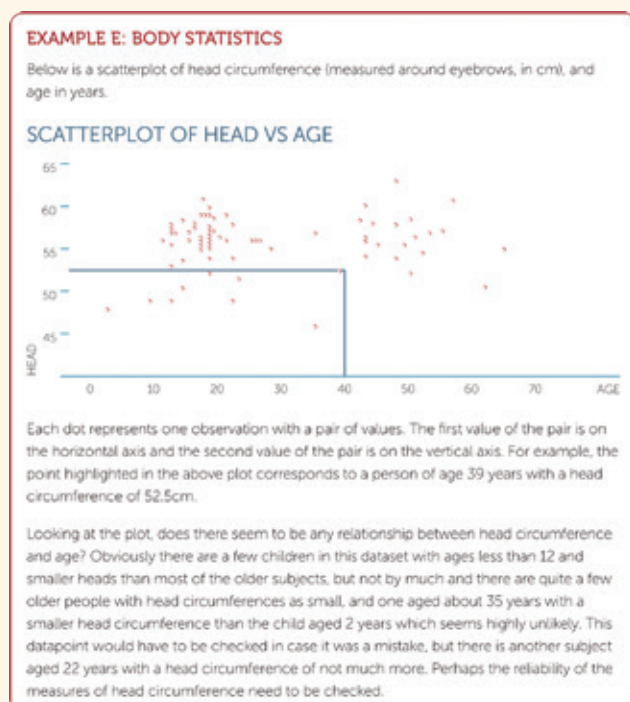 EXAMPLE E: BODY STATISTICS
Below is a scatterplot of head circumference (measured around eyebrows, in cm), and
age in years.
SCATTERPLOT OF HEAD VS AGE
65
60
55
50
45
HEAD
0 10 20 30 40 50 60 70 AGE
Each dot represents one observation with a pair of values. The first value of the pair is on
the horizontal axis and the second value of the pair is on the vertical axis. For example, the
point highlighted in the above plot corresponds to a person of age 39 years with a head
circumference of 52.5cm.
Looking at the plot, does there seem to be any relationship between head circumference
and age? Obviously there are a few children in this dataset with ages less than 12 and
smaller heads than most of the older subjects, but not by much and there are quite a few
older people with head circumferences as small, and one aged about 35 years with a
smaller head circumference than the child aged 2 years which seems highly unlikely. This
datapoint would have to be checked in case it was a mistake, but there is another subject
aged 22 years with a head circumference of not much more. Perhaps the reliability of the
measures of head circumference need to be checked.